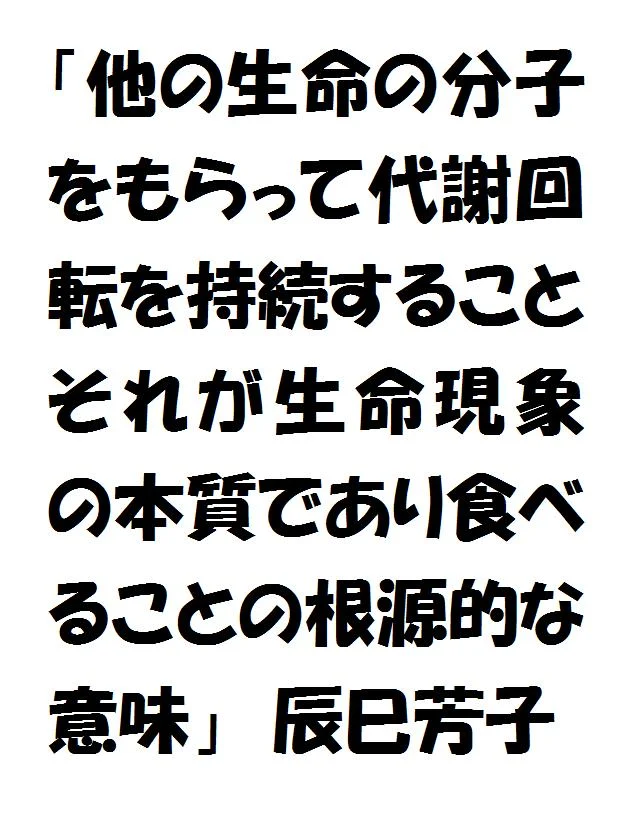 「他の生命の分子
をもらって代謝回
転を持続すること
それが生命現象
の本質であり食べ
ることの根源的な
意味」 辰巳芳子